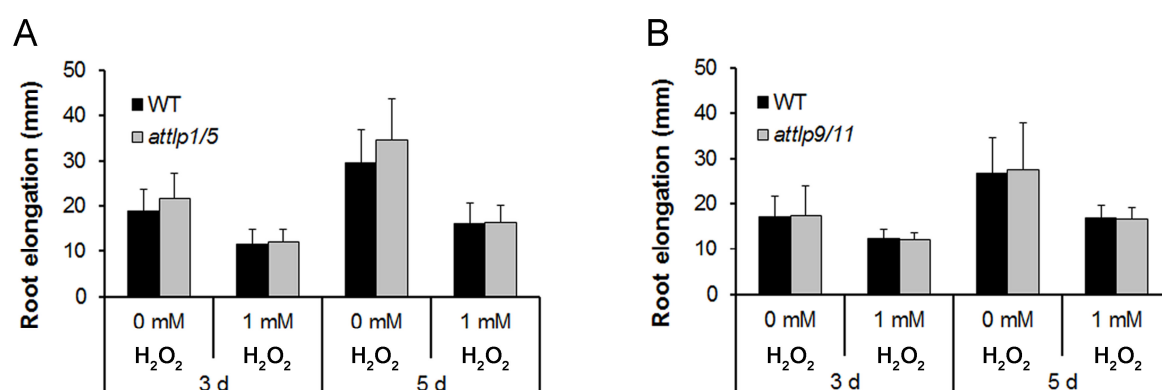 A
Root elongation (mm)
50
40
30
20
10
0
WT
attlp1/5
0 mM 1 mM 0 mM 1 mM
H₂O₂ H₂O₂ H₂O₂ H₂O₂
3 d 5 d
B
Root elongation (mm)
50
40
30
20
10
0
WT
attlp9/11
0 mM 1 mM 0 mM 1 mM
H₂O₂ H₂O₂ H₂O₂ H₂O₂
3 d 5 d